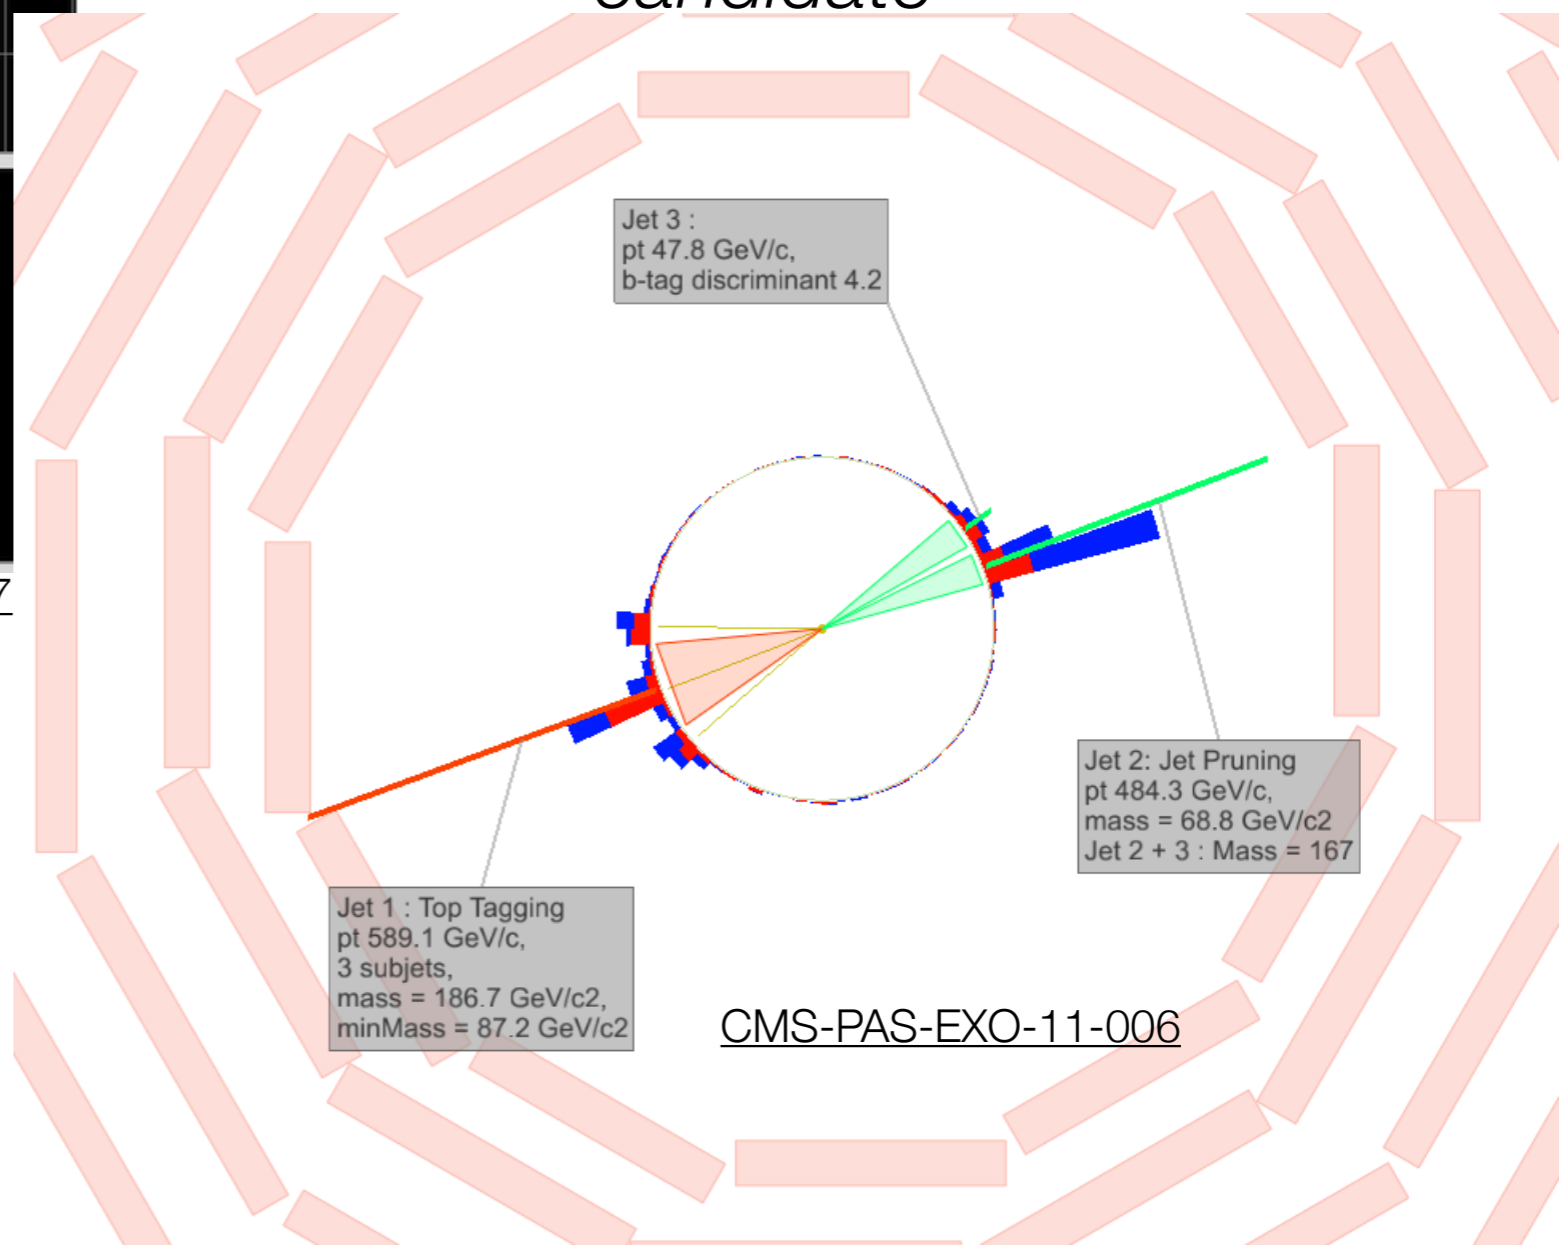 candidate
Jet 3 :
pt 47.8 GeV/c,
b-tag discriminant 4.2
7
Jet 2: Jet Pruning
pt 484.3 GeV/c,
mass = 68.8 GeV/c2
Jet 2 + 3 : Mass = 167
Jet 1 : Top Tagging
pt 589.1 GeV/c,
3 subjets,
mass = 186.7 GeV/c2,
minMass = 87.2 GeV/c2
CMS-PAS-EXO-11-006